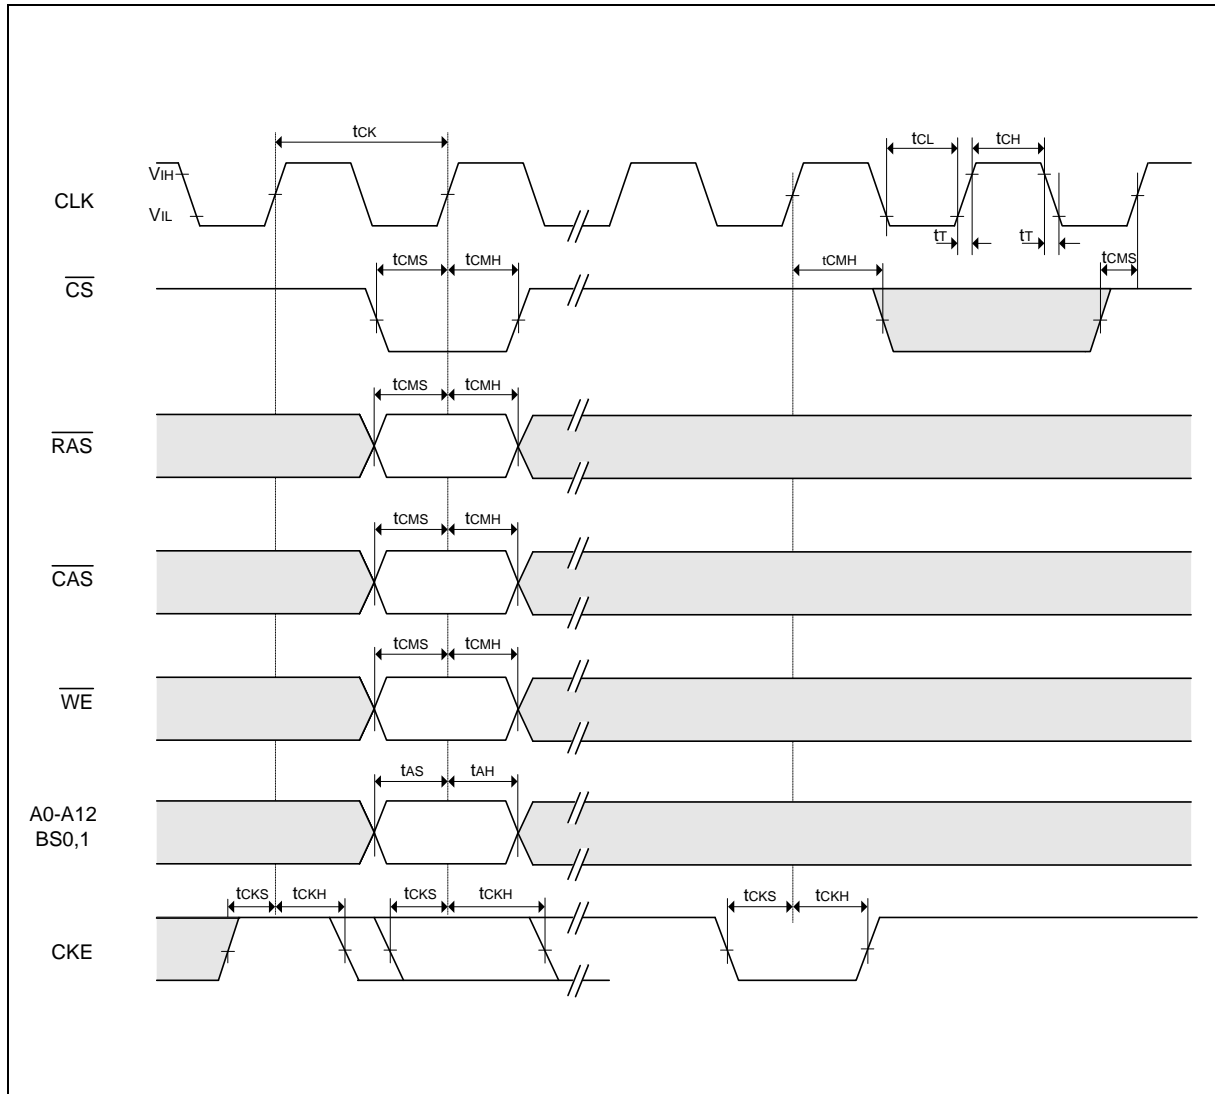 tCK
tCL
tCH
VIH
CLK
VIL
tT
tT
tCMS
tCMH
tCMH
tCMS
CS
tCMS
tCMH
RAS
tCMS
tCMH
CAS
tCMS
tCMH
WE
tAS
tAH
A0-A12
BS0,1
tCKS
tCKH
tCKS
tCKH
tCKS
tCKH
CKE